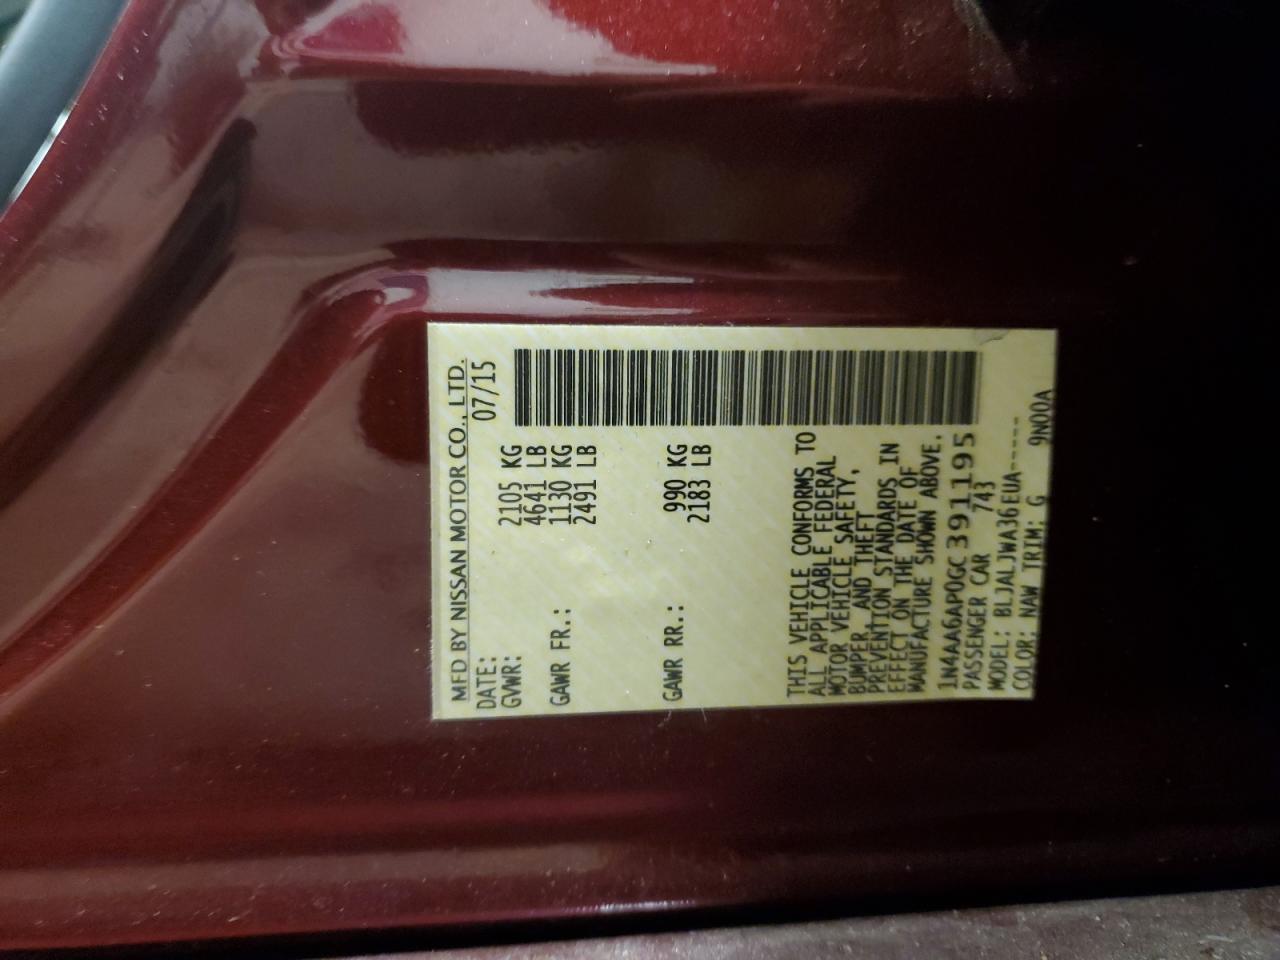 MFD BY NISSAN MOTOR CO., LTD.
DATE: 07/15
GVWR: 2105 KG
4641 LB
GAWR FR.: 1130 KG
2491 LB
GAWR RR.: 990 KG
2183 LB
THIS VEHICLE CONFORMS TO
ALL APPLICABLE FEDERAL
MOTOR VEHICLE SAFETY,
BUMPER, AND THEFT
PREVENTION STANDARDS IN
EFFECT ON THE DATE OF
MANUFACTURE SHOWN ABOVE.
1N4AA6AP0GC391195
PASSENGER CAR 743
MODEL: BLJALJWA36EUA-----
COLOR: NAW TRIM: G 9N00A